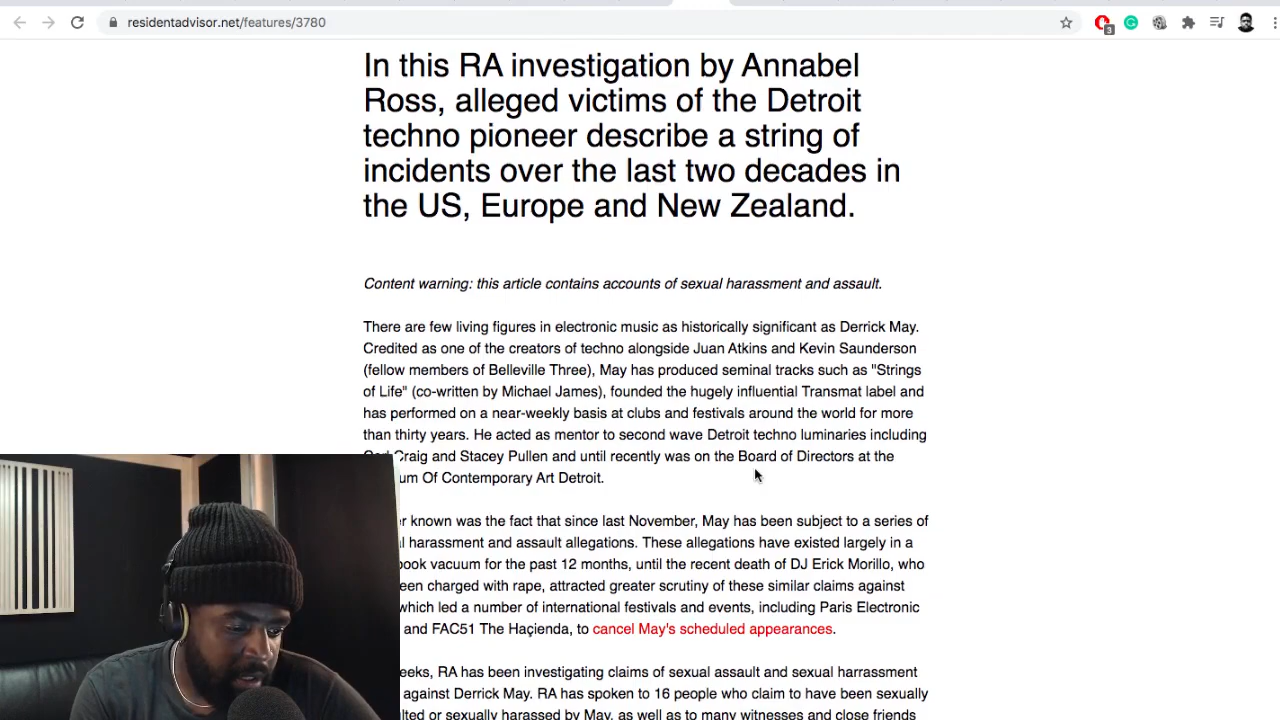 residentadvisor.net/features/3780
3
In this RA investigation by Annabel
Ross, alleged victims of the Detroit
techno pioneer describe a string of
incidents over the last two decades in
the US, Europe and New Zealand.
Content warning: this article contains accounts of sexual harassment and assault.
There are few living figures in electronic music as historically significant as Derrick May.
Credited as one of the creators of techno alongside Juan Atkins and Kevin Saunderson
(fellow members of Belleville Three), May has produced seminal tracks such as "Strings
of Life" (co-written by Michael James), founded the hugely influential Transmat label and
has performed on a near-weekly basis at clubs and festivals around the world for more
than thirty years. He acted as mentor to second wave Detroit techno luminaries including
Craig and Stacey Pullen and until recently was on the Board of Directors at the
um Of Contemporary Art Detroit.
r known was the fact that since last November, May has been subject to a series of
l harassment and assault allegations. These allegations have existed largely in a
ook vacuum for the past 12 months, until the recent death of DJ Erick Morillo, who
een charged with rape, attracted greater scrutiny of these similar claims against
which led a number of international festivals and events, including Paris Electronic
and FAC51 The Haçienda, to cancel May's scheduled appearances.
eeks, RA has been investigating claims of sexual assault and sexual harrassment
against Derrick May. RA has spoken to 16 people who claim to have been sexually
ulted or sexually harassed by May, as well as to many witnesses and close friends